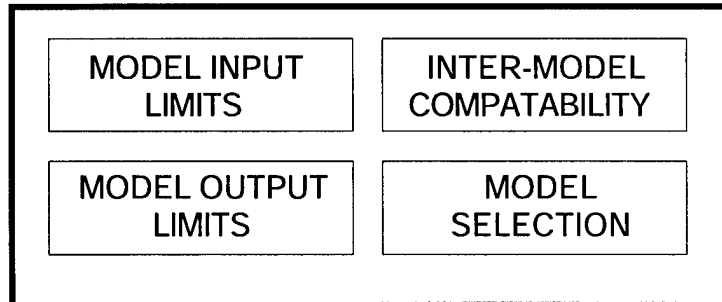 MODEL INPUT
LIMITS
INTER-MODEL
COMPATABILITY
MODEL OUTPUT
LIMITS
MODEL
SELECTION